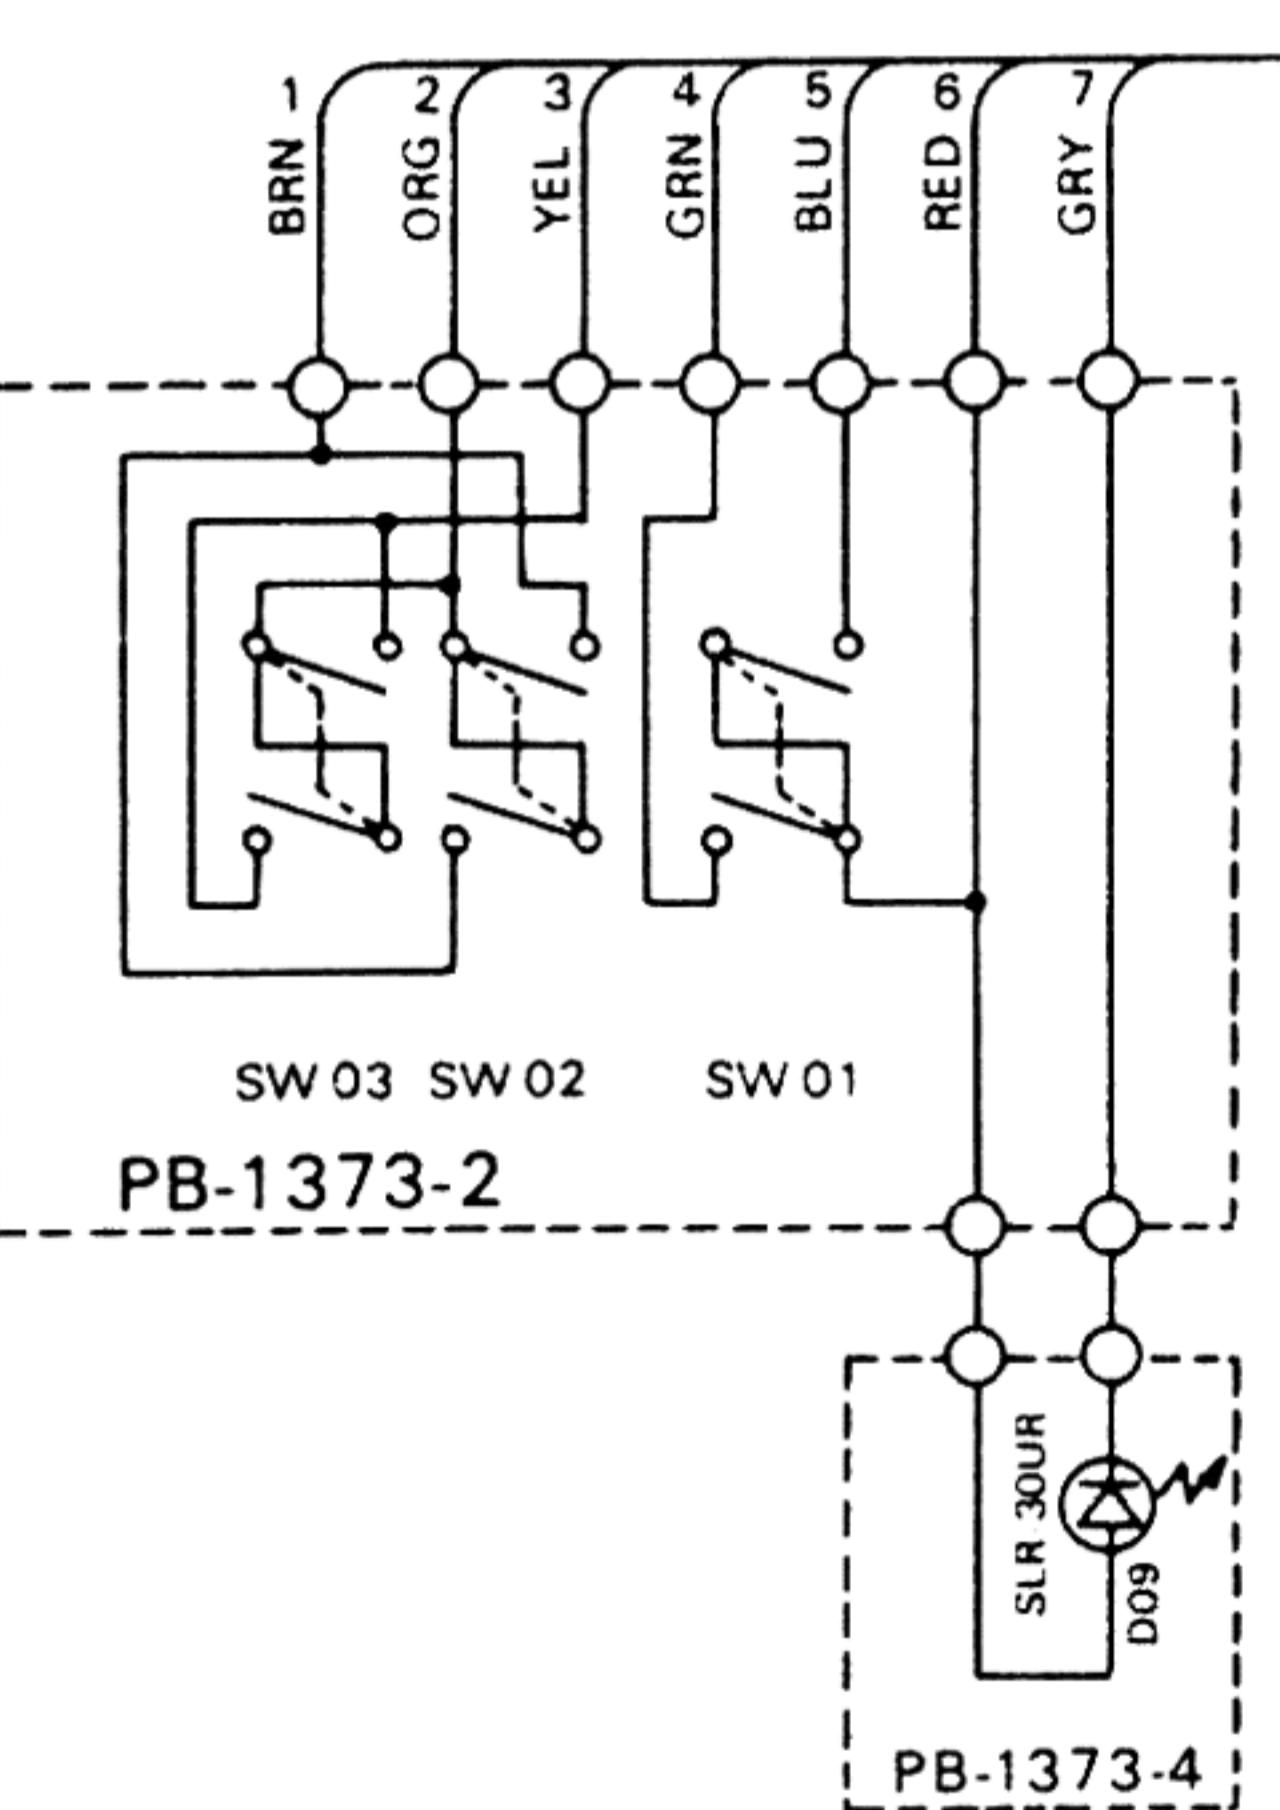 1 2 3 4 5 6 7
BRN ORG YEL GRN BLU RED GRY
SW 03 SW 02 SW 01
PB-1373-2
SLR-30UR
D09
PB-1373-4